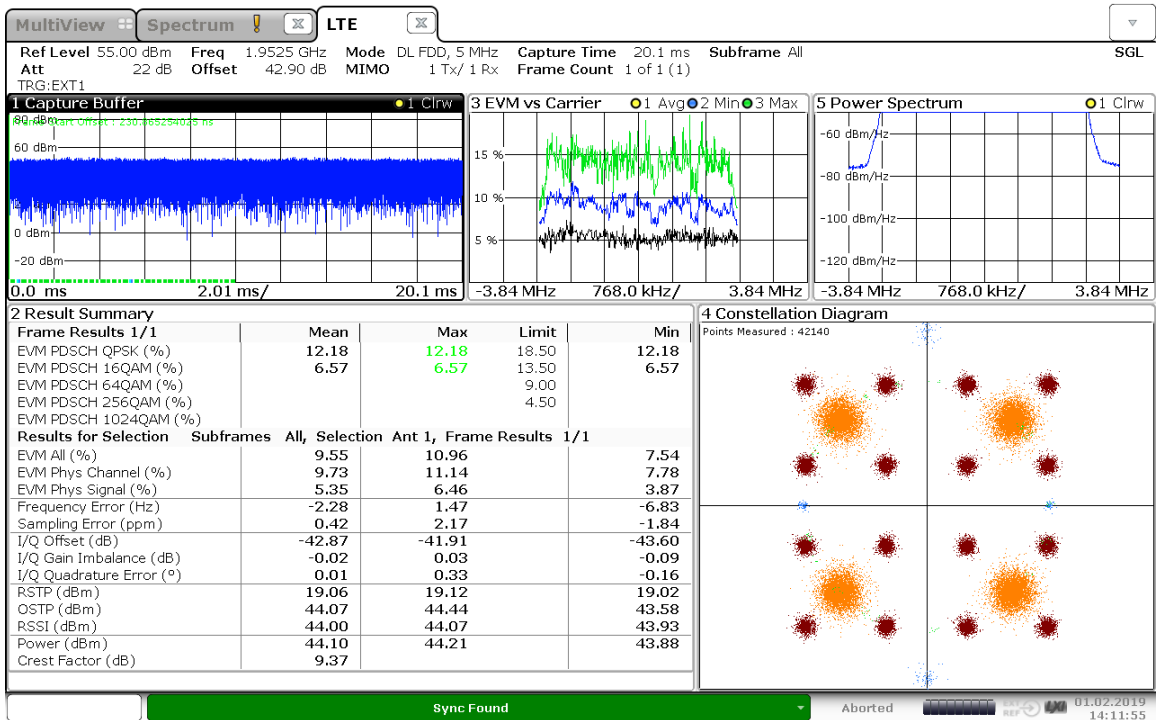 MultiView Spectrum ! X LTE X
Ref Level 55.00 dBm Freq 1.9525 GHz Mode DL FDD, 5 MHz Capture Time 20.1 ms Subframe All SGL
Att 22 dB Offset 42.90 dB MIMO 1 Tx/ 1 Rx Frame Count 1 of 1 (1)
TRG:EXT1
1 Capture Buffer 1 Clrw
80 dBm
60 dBm
0 dBm
-20 dBm
0.0 ms 2.01 ms/ 20.1 ms
3 EVM vs Carrier 1 Avg 2 Min 3 Max
15 %
10 %
5 %
-3.84 MHz 768.0 kHz/ 3.84 MHz
5 Power Spectrum 1 Clrw
-60 dBm/Hz
-80 dBm/Hz
-100 dBm/Hz
-120 dBm/Hz
-3.84 MHz 768.0 kHz/ 3.84 MHz
2 Result Summary
Frame Results 1/1 Mean Max Limit Min
EVM PDSCH QPSK (%) 12.18 12.18 18.50 12.18
EVM PDSCH 16QAM (%) 6.57 6.57 13.50 6.57
EVM PDSCH 64QAM (%) 9.00
EVM PDSCH 256QAM (%) 4.50
EVM PDSCH 1024QAM (%)
Results for Selection Subframes All, Selection Ant 1, Frame Results 1/1
EVM All (%) 9.55 10.96 7.54
EVM Phys Channel (%) 9.73 11.14 7.78
EVM Phys Signal (%) 5.35 6.46 3.87
Frequency Error (Hz) -2.28 1.47 -6.83
Sampling Error (ppm) 0.42 2.17 -1.84
I/Q Offset (dB) -42.87 -41.91 -43.60
I/Q Gain Imbalance (dB) -0.02 0.03 -0.09
I/Q Quadrature Error (°) 0.01 0.33 -0.16
RSTP (dBm) 19.06 19.12 19.02
OSTP (dBm) 44.07 44.44 43.58
RSSI (dBm) 44.00 44.07 43.93
Power (dBm) 44.10 44.21 43.88
Crest Factor (dB) 9.37
4 Constellation Diagram
Points Measured : 42140
Sync Found Aborted EXT REF LXI 01.02.2019
14:11:55